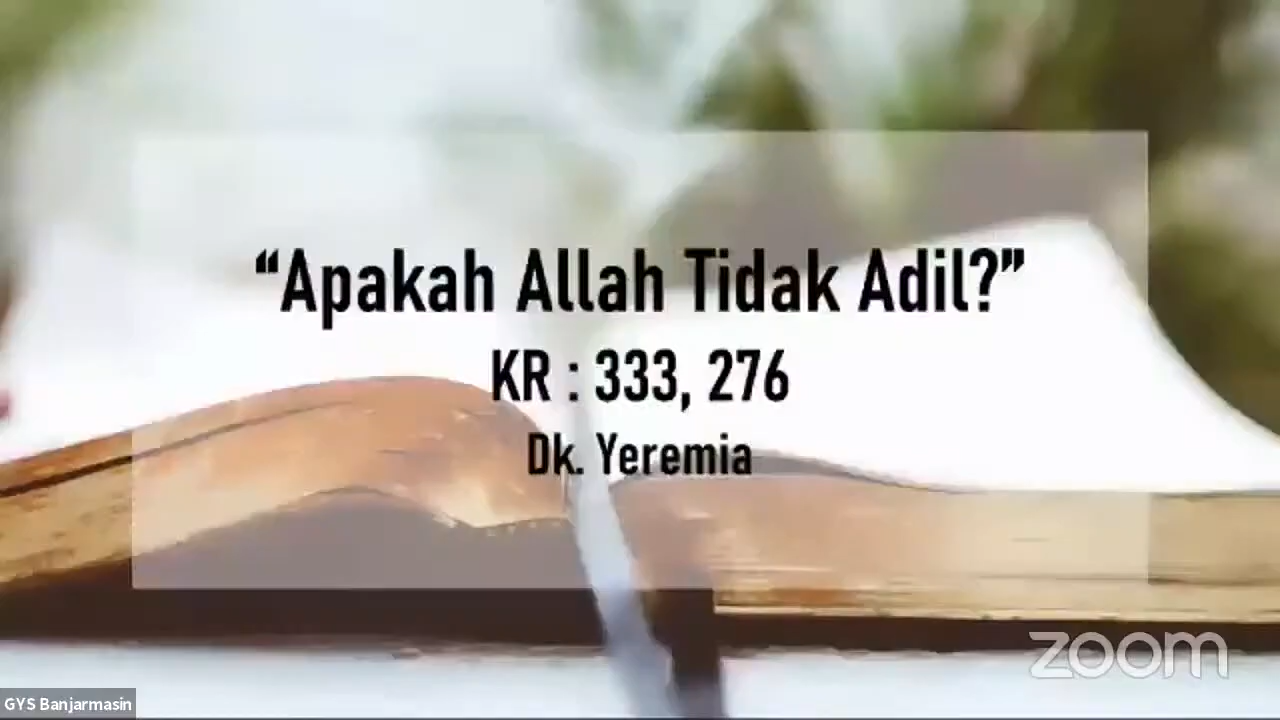 “Apakah Allah Tidak Adil?”
KR : 333, 276
Dk. Yeremia
zoom
GYS Banjarmasin